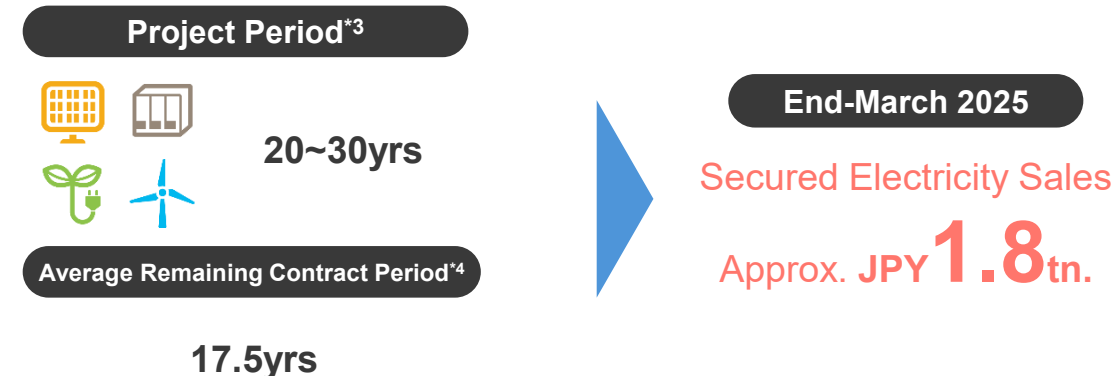 Project Period*3
20~30yrs
Average Remaining Contract Period*4
17.5yrs
End-March 2025
Secured Electricity Sales
Approx. JPY1.8tn.